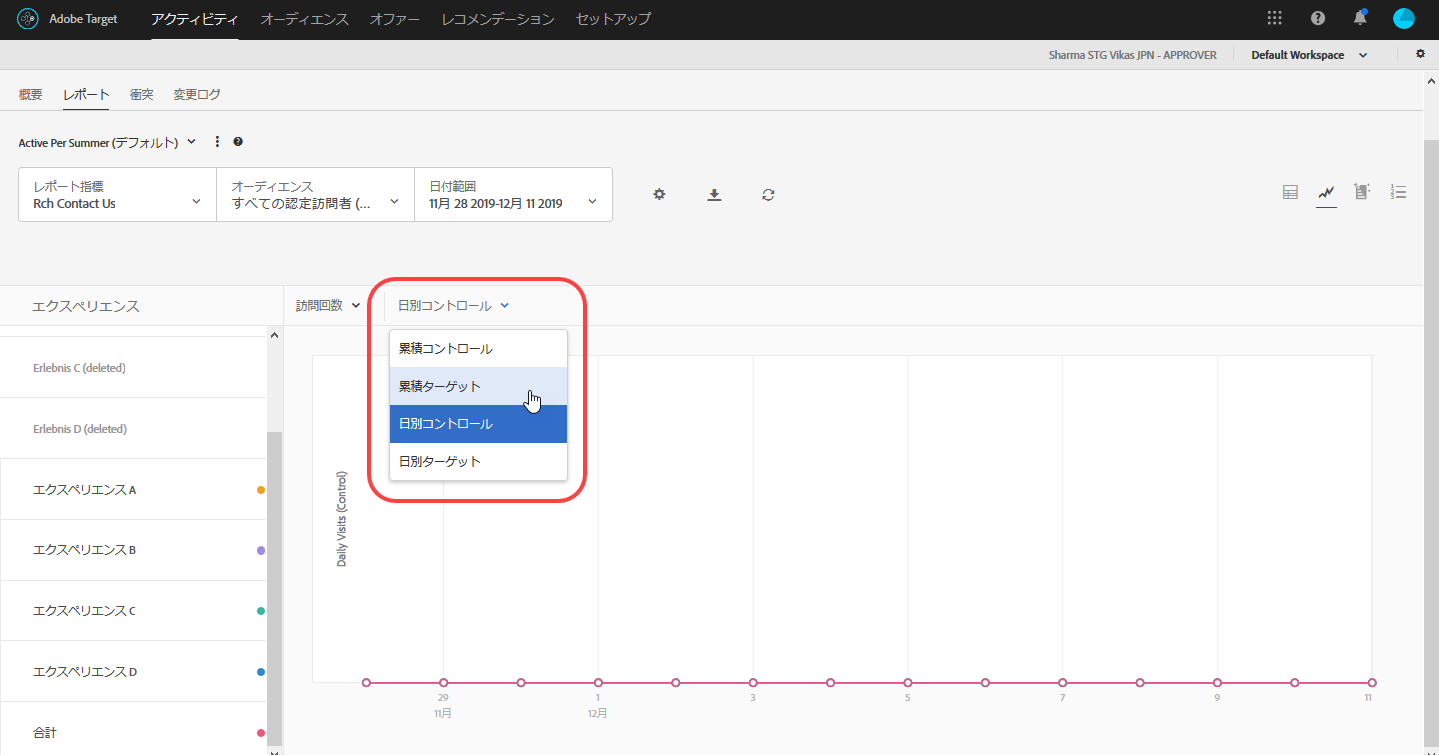 Adobe Target アクティビティ オーディエンス オファー レコメンデーション セットアップ
Sharma STG Vikas JPN - APPROVER Default Workspace
概要 レポート 衝突 変更ログ
Active Per Summer (デフォルト)
レポート指標 オーディエンス 日付範囲
Rch Contact Us すべての認定訪問者 (... 11月 28 2019-12月 11 2019
エクスペリエンス 訪問回数 日別コントロール
累積コントロール
累積ターゲット
日別コントロール
日別ターゲット
Erlebnis C (deleted)
Erlebnis D (deleted)
エクスペリエンス A
エクスペリエンス B
エクスペリエンス C
エクスペリエンス D
合計
Daily Visits (Control)
29 1 3 5 7 9 11
11月 12月